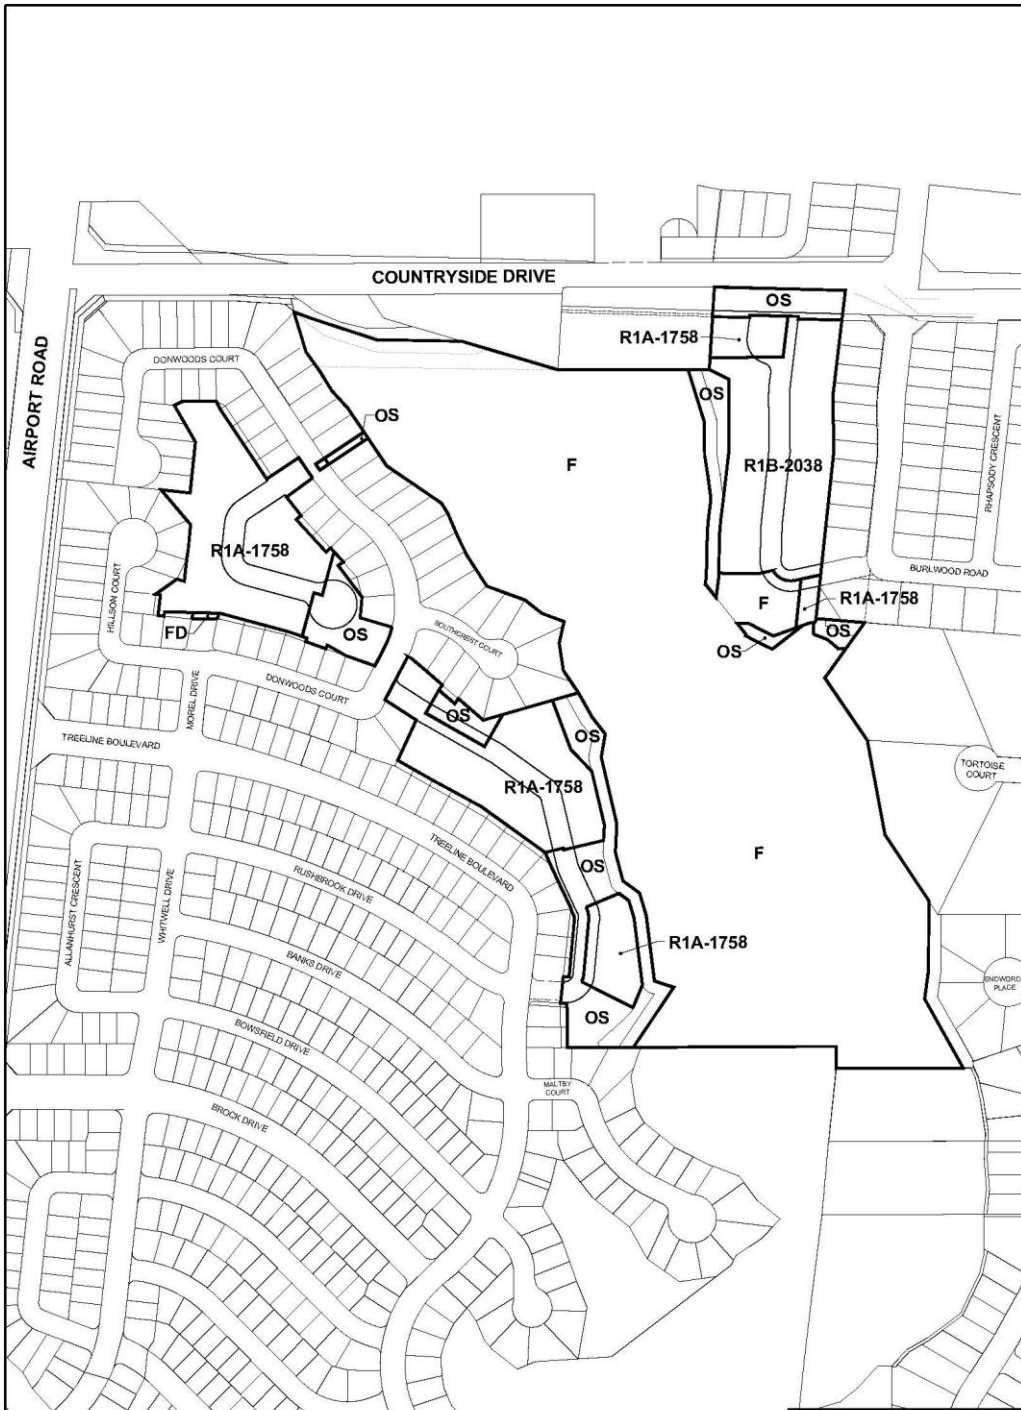 COUNTRYSIDE DRIVE
OS
R1A-1758
AIRPORT ROAD
DONWOODS COURT
OS
OS
F
R1B-2038
RHAPSODY CRESCENT
R1A-1758
BURLWOOD ROAD
HILLSON COURT
F
R1A-1758
FD
OS
SOUTHCREST COURT
OS
OS
DONWOODS COURT
MOREL DRIVE
OS
OS
TREELINE BOULEVARD
TORTOISE
COURT
R1A-1758
F
TREELINE BOULEVARD
OS
RUSHBROOK DRIVE
ALLANHURST CRESCENT
WHITWELL DRIVE
R1A-1758
BANKS DRIVE
PLACE
OS
BOWSFIELD DRIVE
MALTBY
COURT
BROCK DRIVE